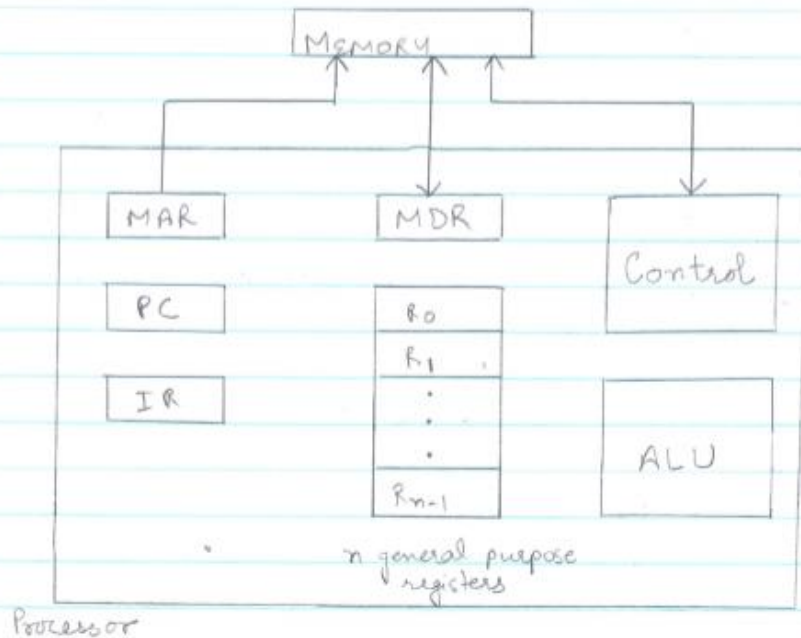 MEMORY
MAR
MDR
Control
PC
R0
R1
IR
.
.
.
ALU
Rn-1
n general purpose
registers
Processor